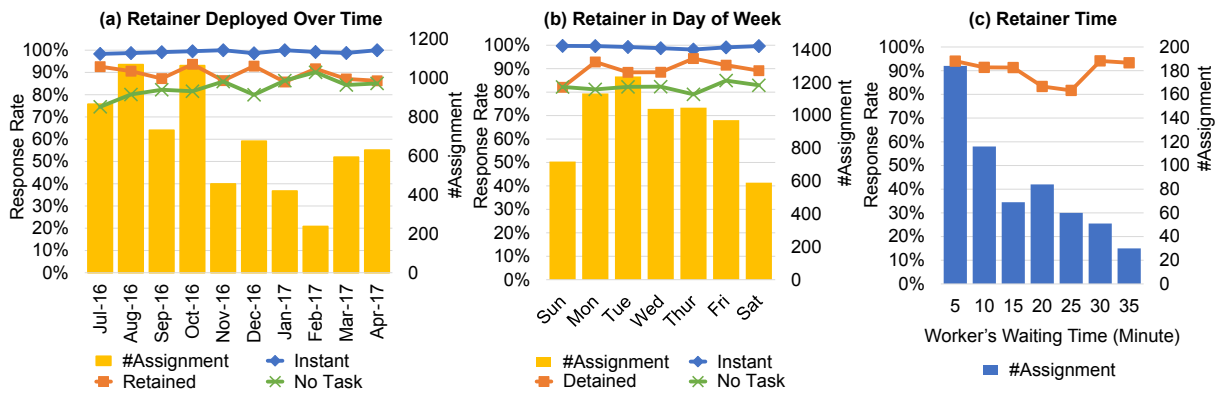 (a) Retainer Deployed Over Time
100%
90%
80%
70%
60%
50%
40%
30%
20%
10%
0%
Response Rate
1200
1000
800
600
400
200
0
#Assignment
Jul-16
Aug-16
Sep-16
Oct-16
Nov-16
Dec-16
Jan-17
Feb-17
Mar-17
Apr-17
#Assignment
Instant
Retained
No Task
(b) Retainer in Day of Week
100%
90%
80%
70%
60%
50%
40%
30%
20%
10%
0%
Response Rate
1400
1200
1000
800
600
400
200
0
#Assignment
Sun
Mon
Tue
Wed
Thur
Fri
Sat
#Assignment
Instant
Detained
No Task
(c) Retainer Time
100%
90%
80%
70%
60%
50%
40%
30%
20%
10%
0%
Response Rate
200
180
160
140
120
100
80
60
40
20
0
#Assignment
5 10 15 20 25 30 35
Worker's Waiting Time (Minute)
#Assignment